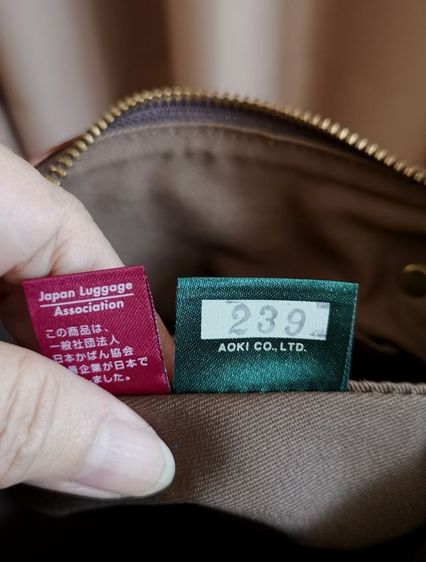 Japan Luggage
Association
この商品は、
一般社団法人
日本かばん協会
員企業が日本で
ました。
239
AOKI CO., LTD.